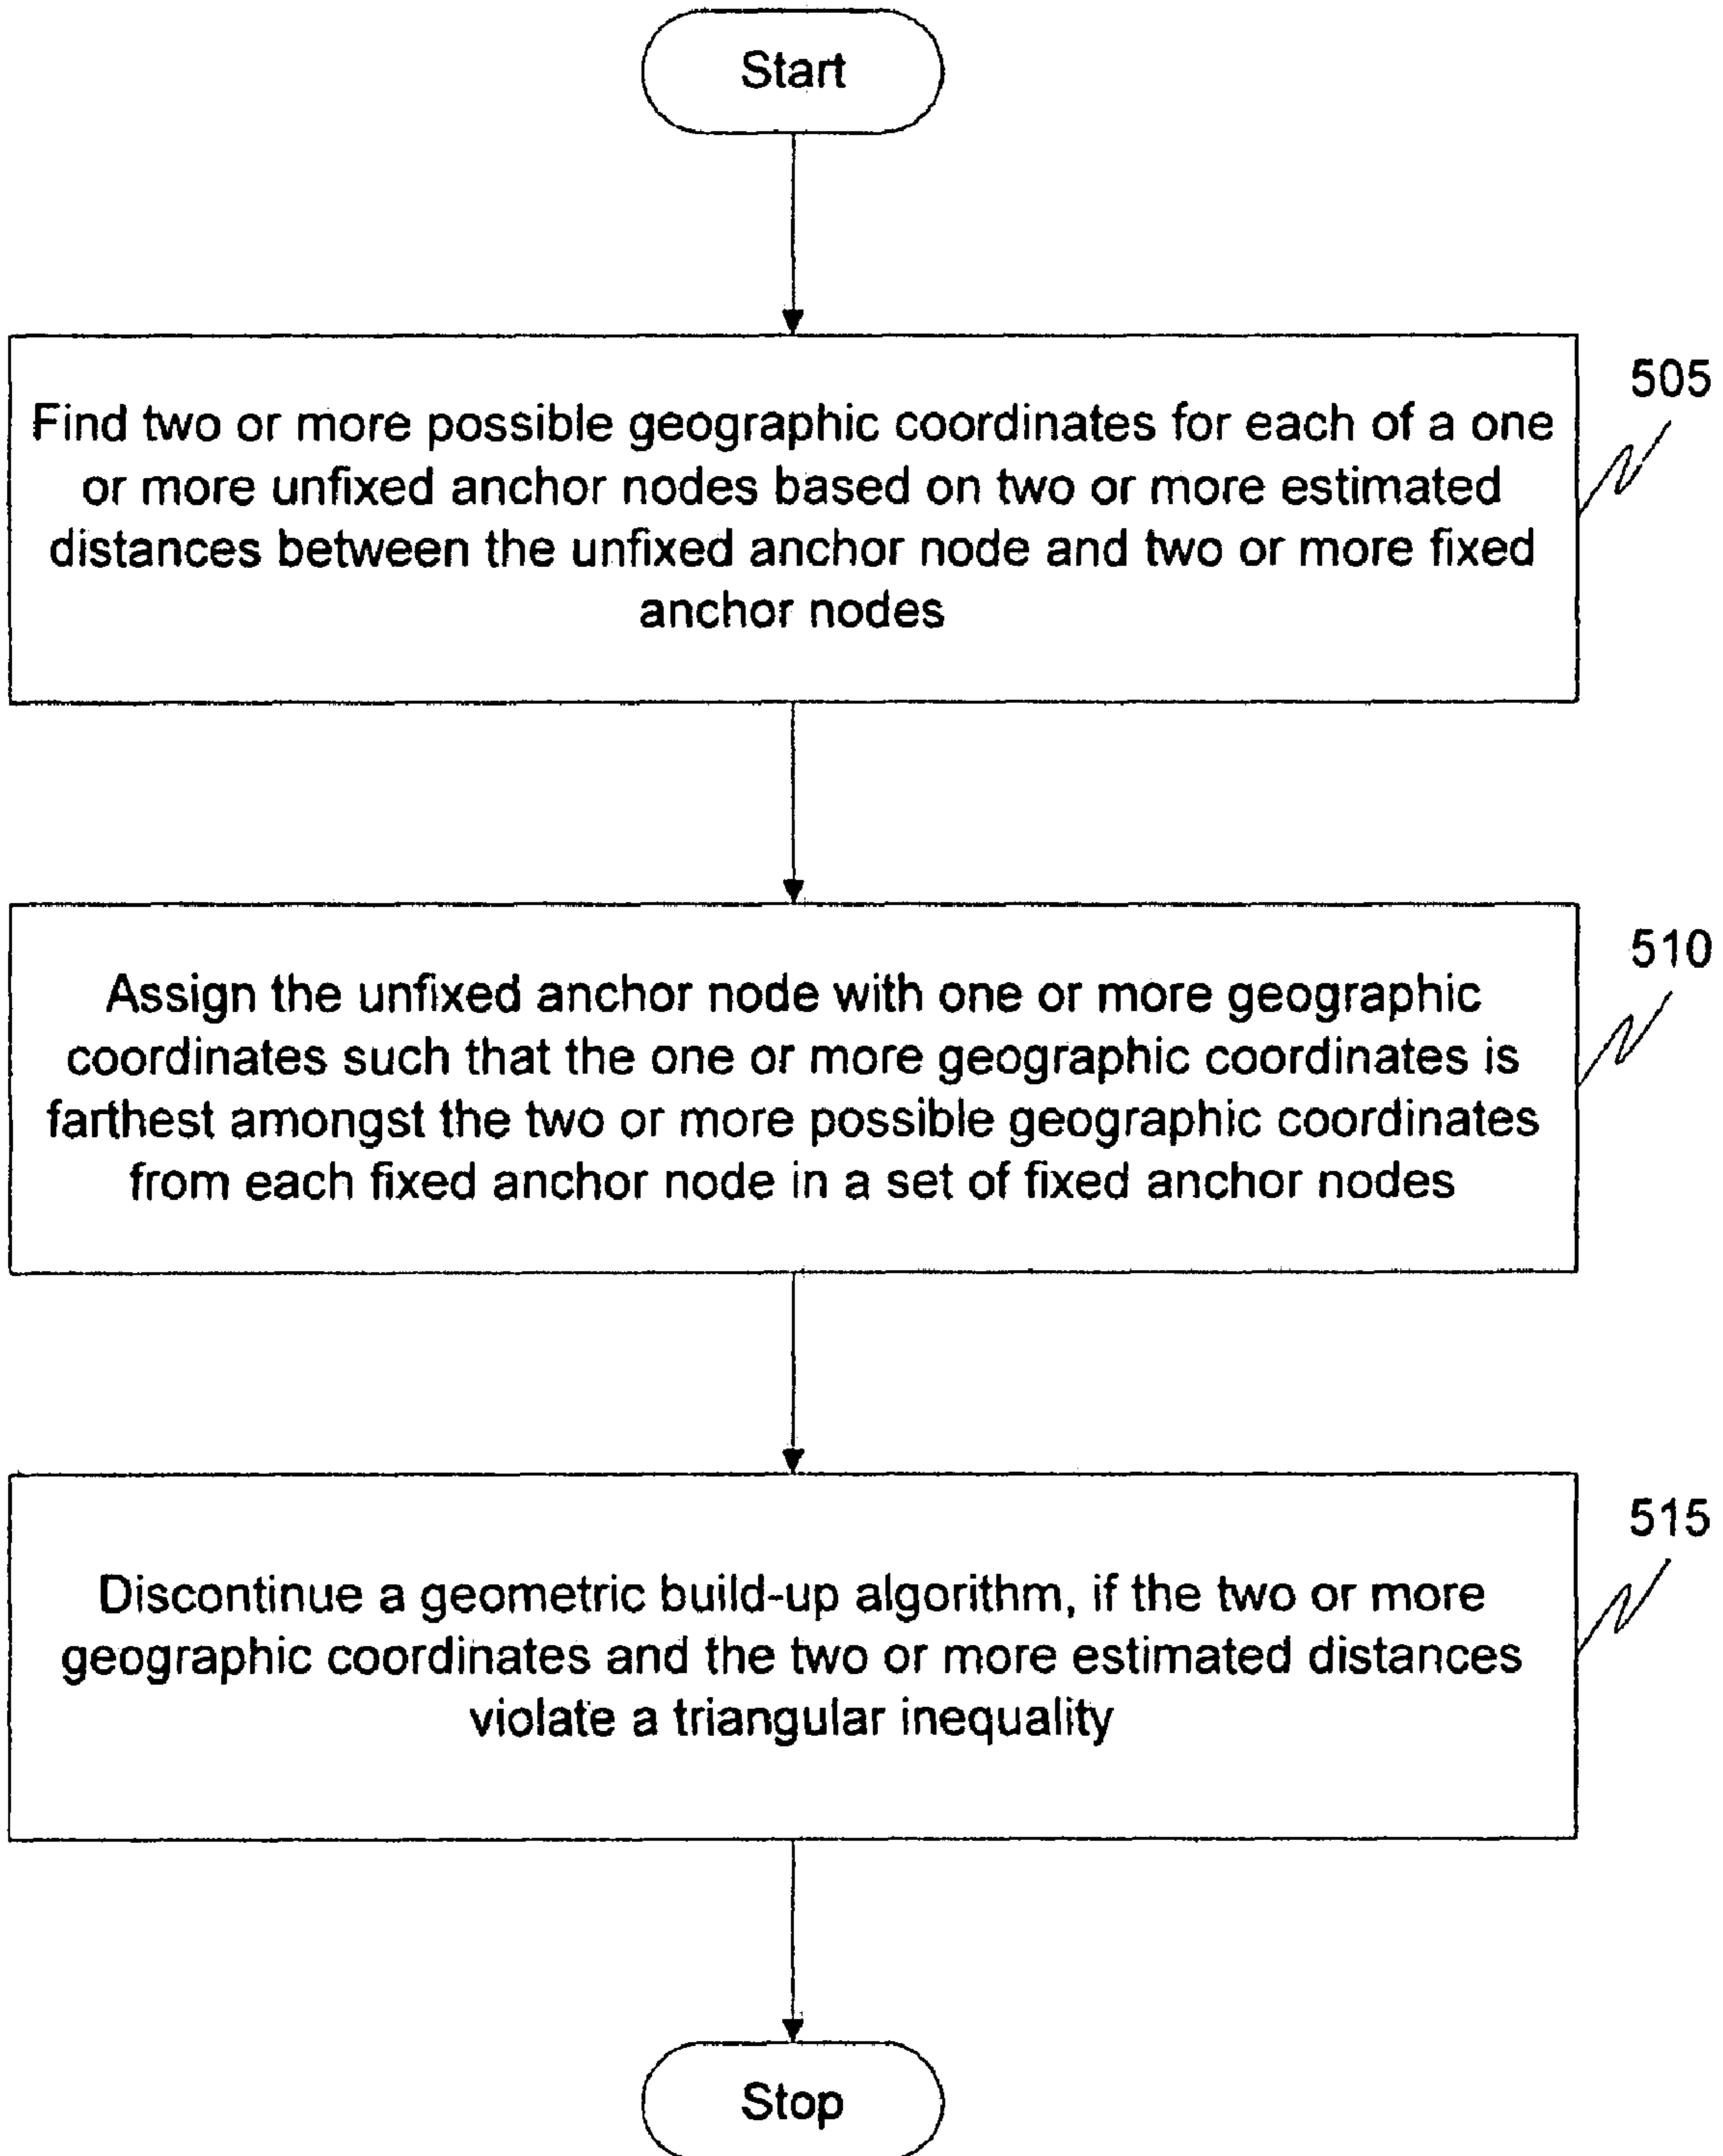 Start
505
Find two or more possible geographic coordinates for each of a one
or more unfixed anchor nodes based on two or more estimated
distances between the unfixed anchor node and two or more fixed
anchor nodes
510
Assign the unfixed anchor node with one or more geographic
coordinates such that the one or more geographic coordinates is
farthest amongst the two or more possible geographic coordinates
from each fixed anchor node in a set of fixed anchor nodes
515
Discontinue a geometric build-up algorithm, if the two or more
geographic coordinates and the two or more estimated distances
violate a triangular inequality
Stop